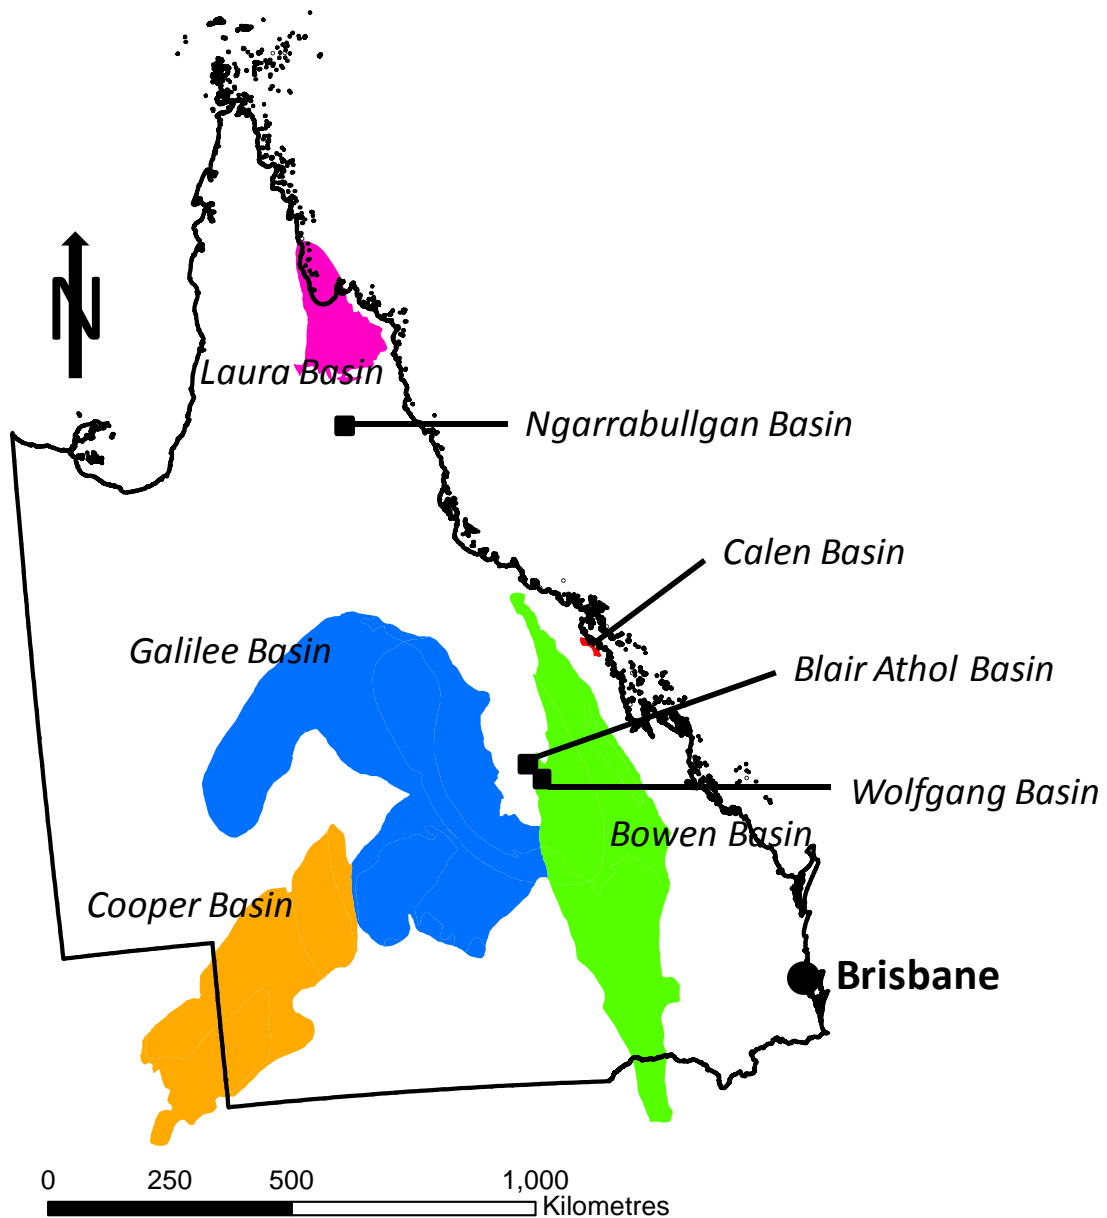 N
Laura Basin
Ngarrabullgan Basin
Calen Basin
Galilee Basin
Blair Athol Basin
Wolfgang Basin
Bowen Basin
Cooper Basin
Brisbane
0 250 500 1,000
Kilometres